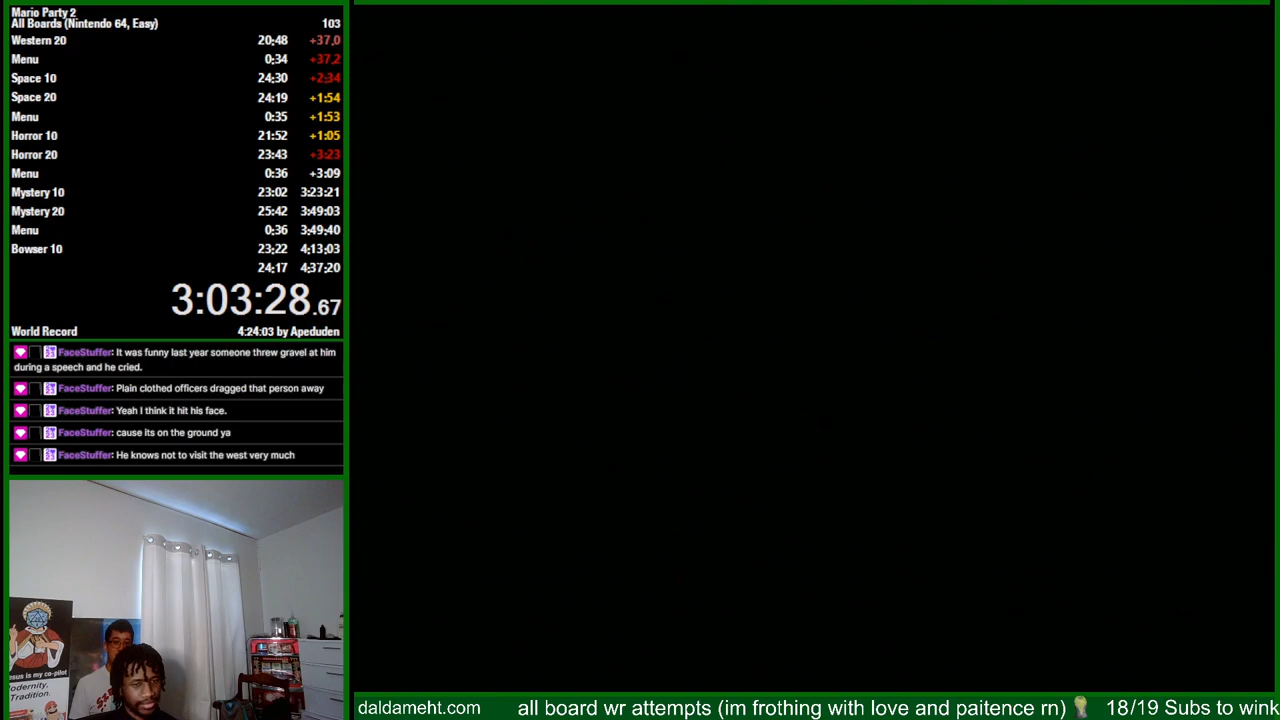 Mario Party 2
All Boards (Nintendo 64, Easy) 103
Western 20 20:48 +37.0
Menu 0:34 +37.2
Space 10 24:30 +2:34
Space 20 24:19 +1:54
Menu 0:35 +1:53
Horror 10 21:52 +1:05
Horror 20 23:43 +3:23
Menu 0:36 +3:09
Mystery 10 23:02 3:23:21
Mystery 20 25:42 3:49:03
Menu 0:36 3:49:40
Bowser 10 23:22 4:13:03
24:17 4:37:20
3:03:28.67
World Record 4:24:03 by Apeduden
FaceStuffer: It was funny last year someone threw gravel at him
during a speech and he cried.
FaceStuffer: Plain clothed officers dragged that person away
FaceStuffer: Yeah I think it hit his face.
FaceStuffer: cause its on the ground ya
FaceStuffer: He knows not to visit the west very much
esus is my co-pilot
odernity,
Tradition.
daldameht.com all board wr attempts (im frothing with love and paitence rn) 18/19 Subs to wink